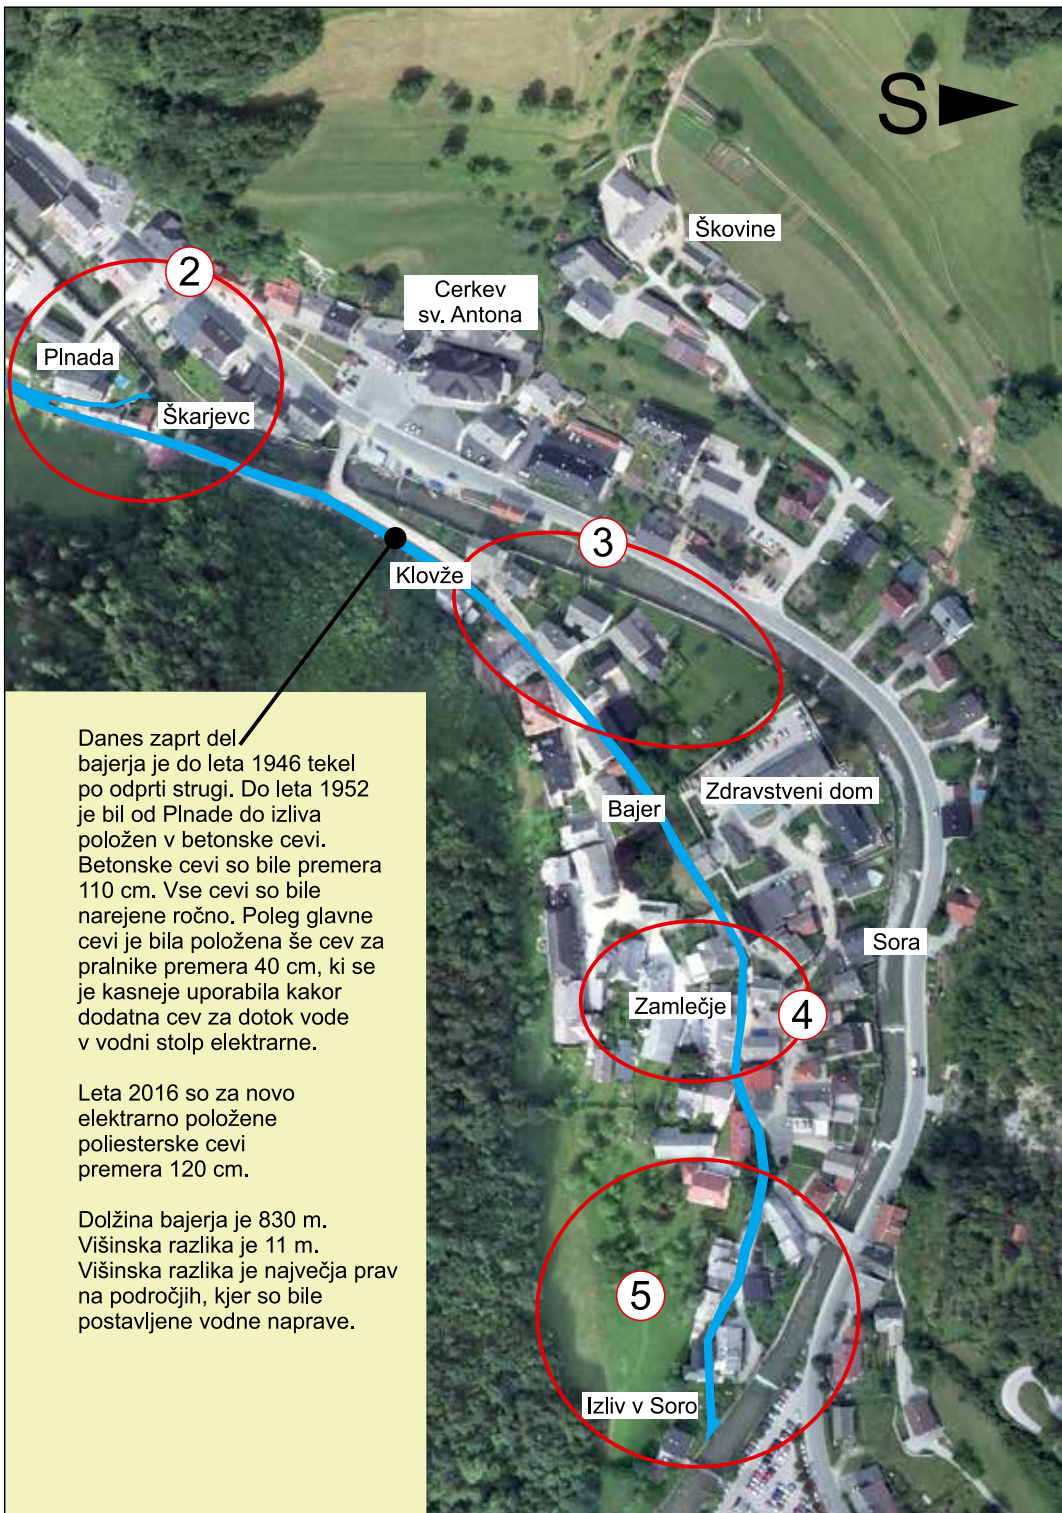 S
Škovine
2
Cerkev
sv. Antona
Plnada
Škarjevc
3
Klovže
Danes zaprt del
bajerja je do leta 1946 tekel
po odprti strugi. Do leta 1952
je bil od Plnade do izliva
položen v betonske cevi.
Betonske cevi so bile premera
110 cm. Vse cevi so bile
narejene ročno. Poleg glavne
cevi je bila položena še cev za
pralnike premera 40 cm, ki se
je kasneje uporabila kakor
dodatna cev za dotok vode
v vodni stolp elektrarne.
Leta 2016 so za novo
elektrarno položene
poliesterske cevi
premera 120 cm.
Dolžina bajerja je 830 m.
Višinska razlika je 11 m.
Višinska razlika je največja prav
na področjih, kjer so bile
postavljene vodne naprave.
Zdravstveni dom
Bajer
Sora
Zamlečje
4
5
Izliv v Soro